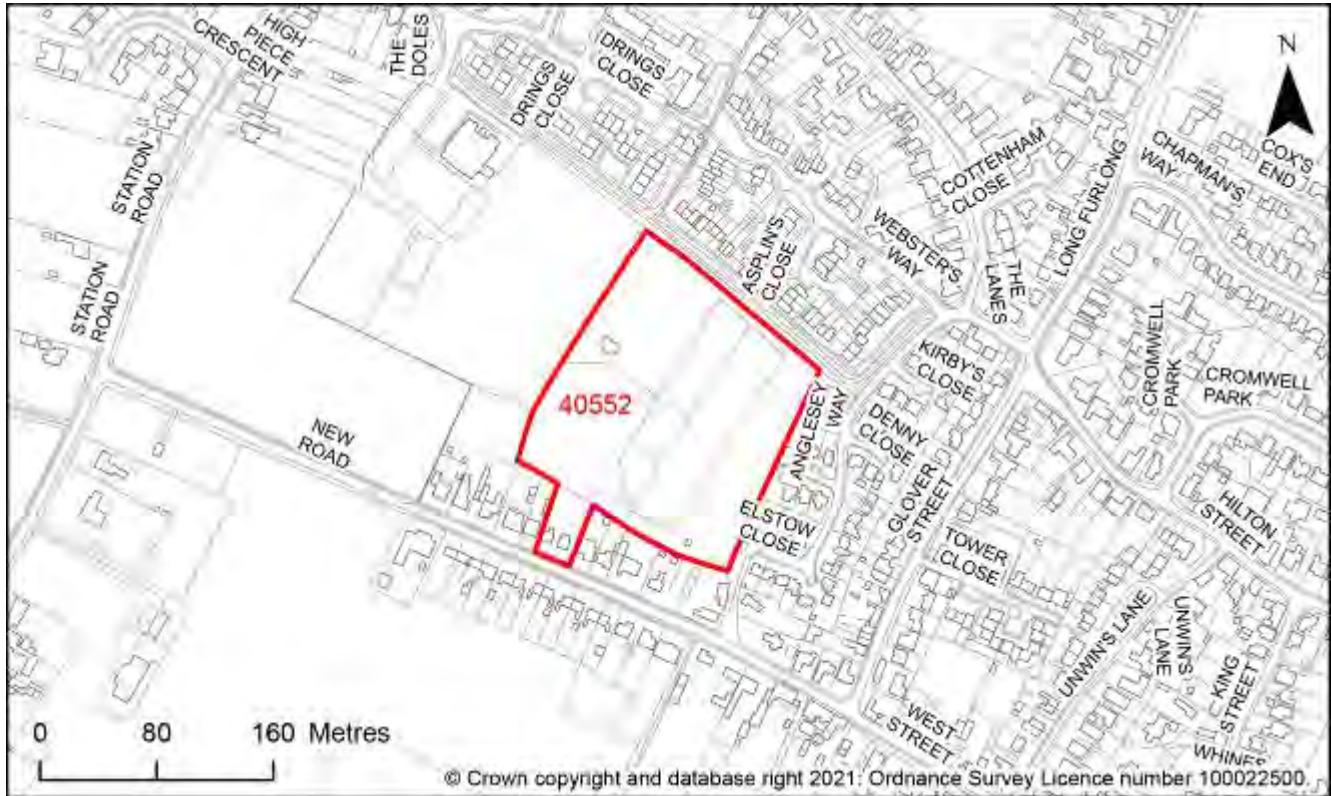 HIGH
PIECE
CRESCENT
THE
DOLES
DRINGS
CLOSE
DRINGS
CLOSE
N
STATION
ROAD
COTTENHAM
CLOSE
LONG FURLONG
CHAPMAN'S
WAY
COX'S
END
ASPLIN'S
CLOSE
WEBSTER'S
WAY
THE
LANES
STATION
ROAD
KIRBY'S
CLOSE
CROMWELL
PARK
CROMWELL
PARK
40552
NEW
ROAD
ANGLESEY
WAY
DENNY
CLOSE
GLOVER
STREET
HILTON
STREET
ELSTOW
CLOSE
TOWER
CLOSE
UNWIN'S LANE
UNWIN'S
LANE
KING
STREET
WEST
STREET
WHINES
0 80 160 Metres
© Crown copyright and database right 2021: Ordnance Survey Licence number 100022500.